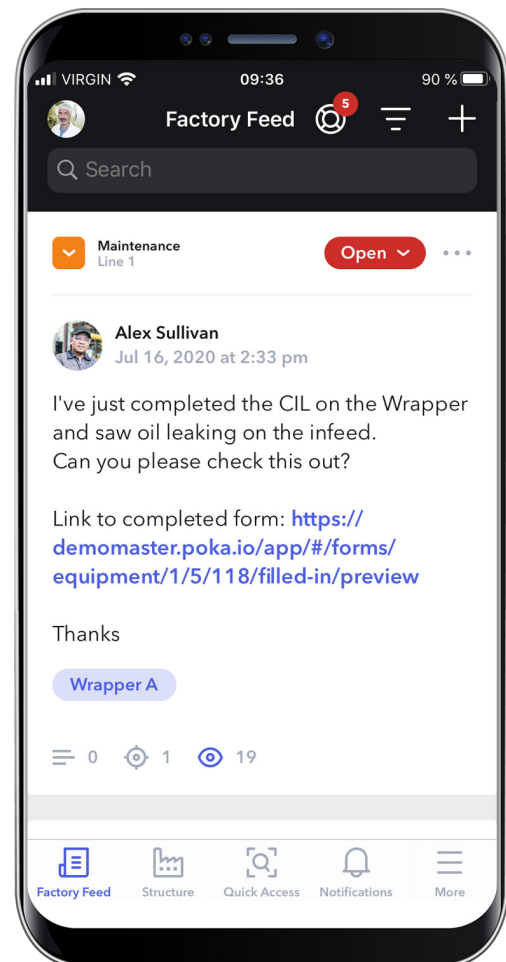 VIRGIN 09:36 90 %
Factory Feed 5
Search
Maintenance
Line 1
Open
Alex Sullivan
Jul 16, 2020 at 2:33 pm
I've just completed the CIL on the Wrapper
and saw oil leaking on the infeed.
Can you please check this out?
Link to completed form: https://
demomaster.poka.io/app/#/forms/
equipment/1/5/118/filled-in/preview
Thanks
Wrapper A
0 1 19
Factory Feed Structure Quick Access Notifications More